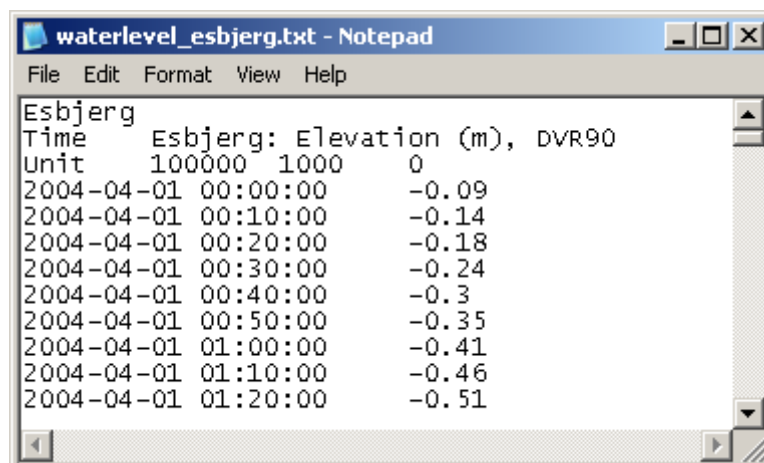 waterlevel_esbjerg.txt - Notepad
File Edit Format View Help
Esbjerg
Time Esbjerg: Elevation (m), DVR90
Unit 100000 1000 0
2004-04-01 00:00:00 -0.09
2004-04-01 00:10:00 -0.14
2004-04-01 00:20:00 -0.18
2004-04-01 00:30:00 -0.24
2004-04-01 00:40:00 -0.3
2004-04-01 00:50:00 -0.35
2004-04-01 01:00:00 -0.41
2004-04-01 01:10:00 -0.46
2004-04-01 01:20:00 -0.51